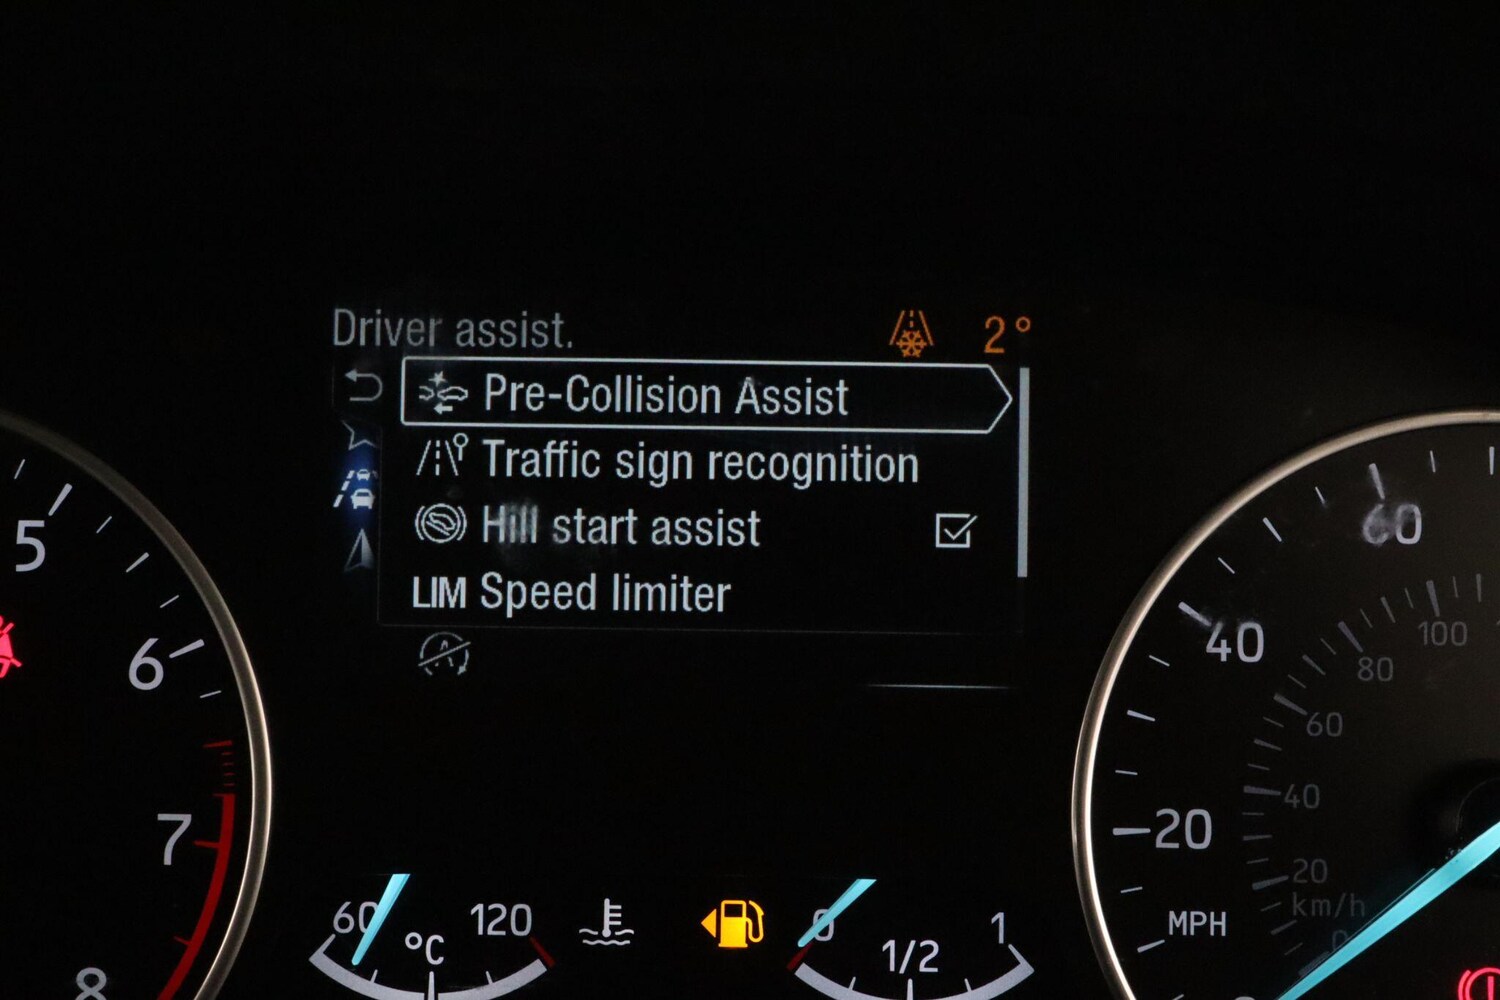 Driver assist.
2°
Pre-Collision Assist
Traffic sign recognition
Hill start assist
LIM Speed limiter
5
6
7
8
60
°C
120
0
1/2
1
60
40
20
MPH
100
80
60
40
20
km/h
0